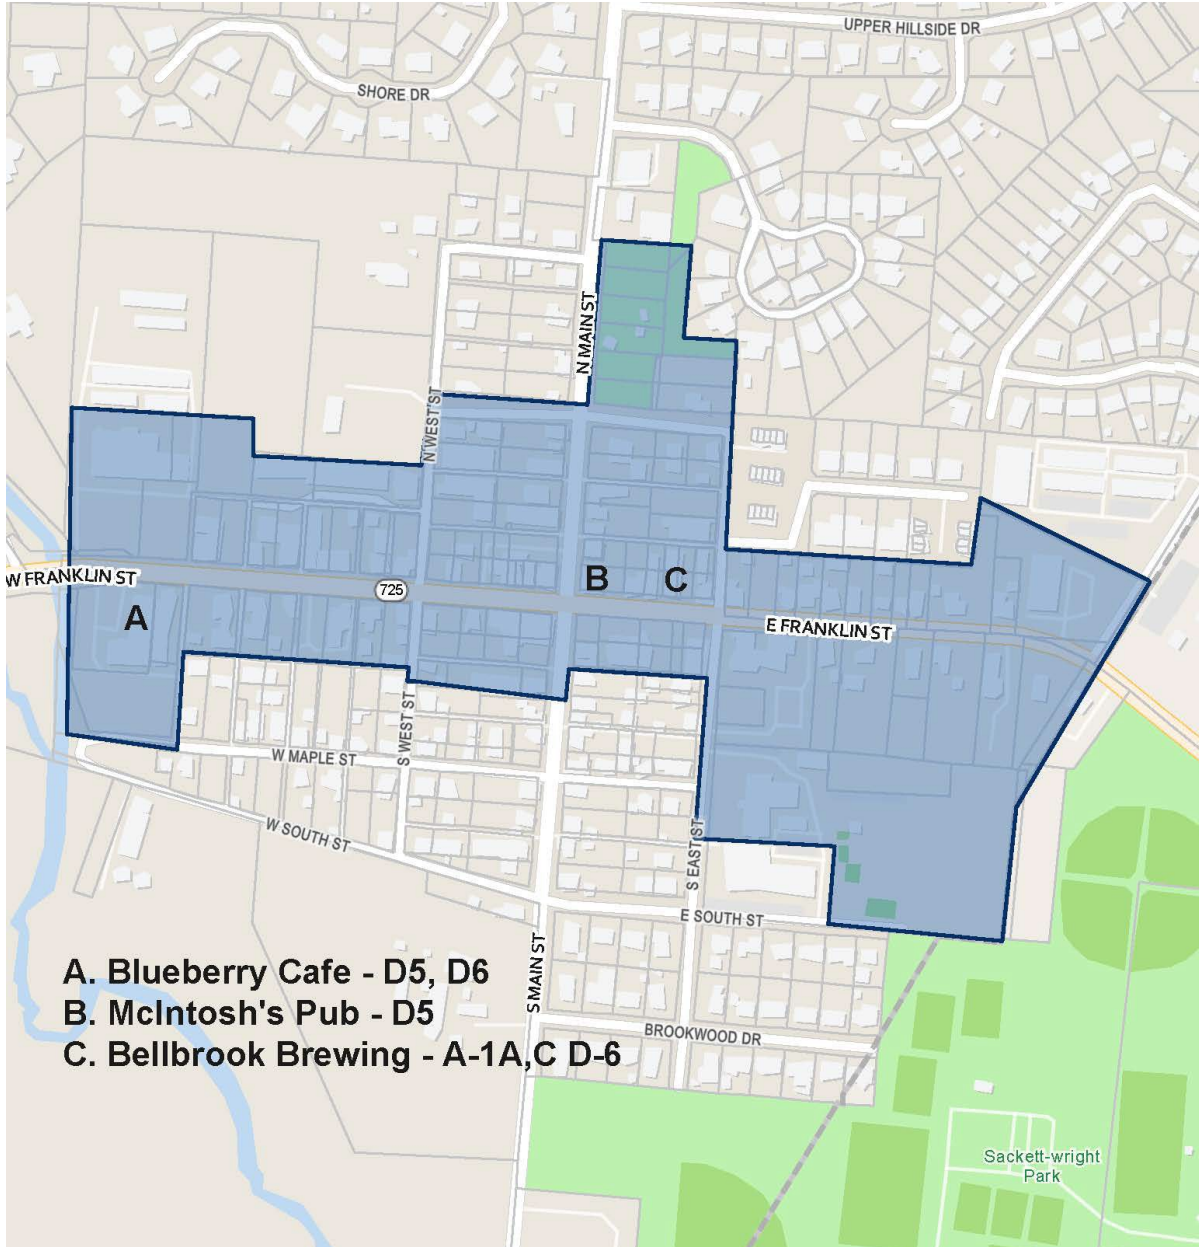 UPPER HILLSIDE DR
SHORE DR
N MAIN ST
N WEST ST
W FRANKLIN ST
725
B
C
A
E FRANKLIN ST
S WEST ST
W MAPLE ST
W SOUTH ST
S EAST ST
E SOUTH ST
S MAIN ST
A. Blueberry Cafe - D5, D6
B. McIntosh's Pub - D5
C. Bellbrook Brewing - A-1A,C D-6
BROOKWOOD DR
Sackett-wright
Park